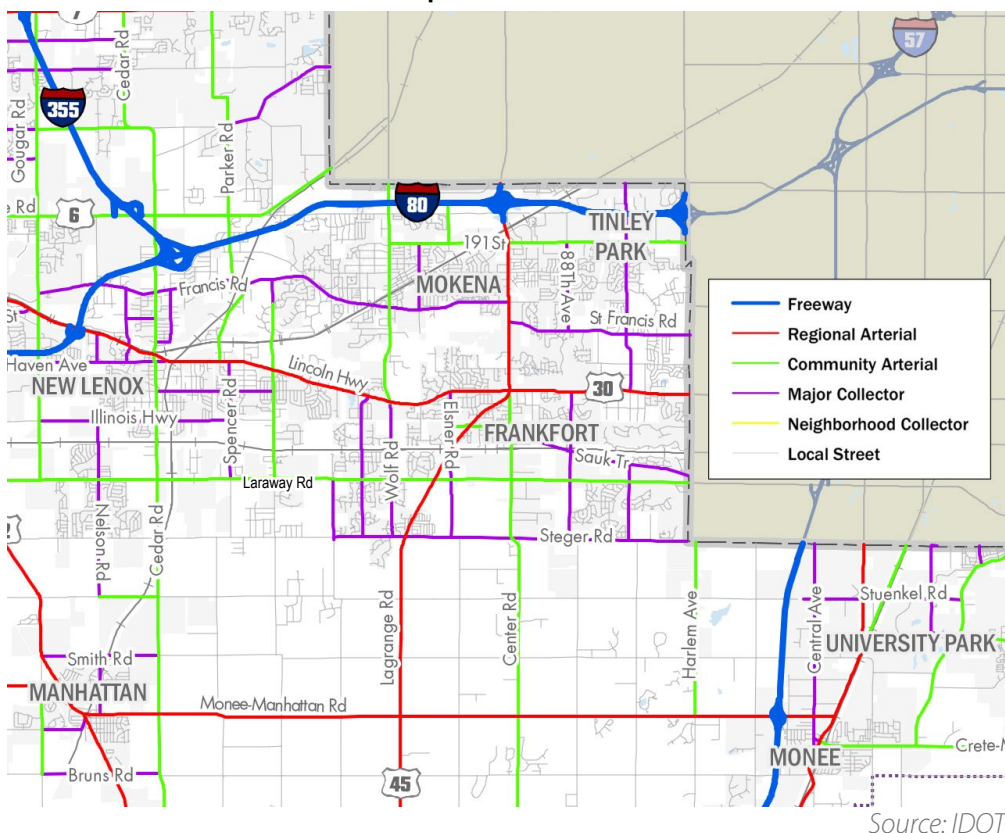 7
57
355
Cedar Rd
Gougar Rd
Parker Rd
Rd
6
80
TINLEY
PARK
191St
88Th Ave
MOKENA
Francis Rd
St
St Francis Rd
Freeway
Regional Arterial
Community Arterial
Major Collector
Neighborhood Collector
Local Street
Haven Ave
NEW LENOX
Lincoln Hwy
30
Illinois Hwy
Spencer Rd
Elsner Rd
FRANKFORT
Wolf Rd
Sauk Tr
Laraway Rd
Nelson Rd
Cedar Rd
Steger Rd
Stuenkel Rd
Lagrange Rd
Center Rd
Harlem Ave
Central Ave
UNIVERSITY PARK
Smith Rd
MANHATTAN
Monee-Manhattan Rd
MONEE
Crete-M
Bruns Rd
45
Source: IDOT